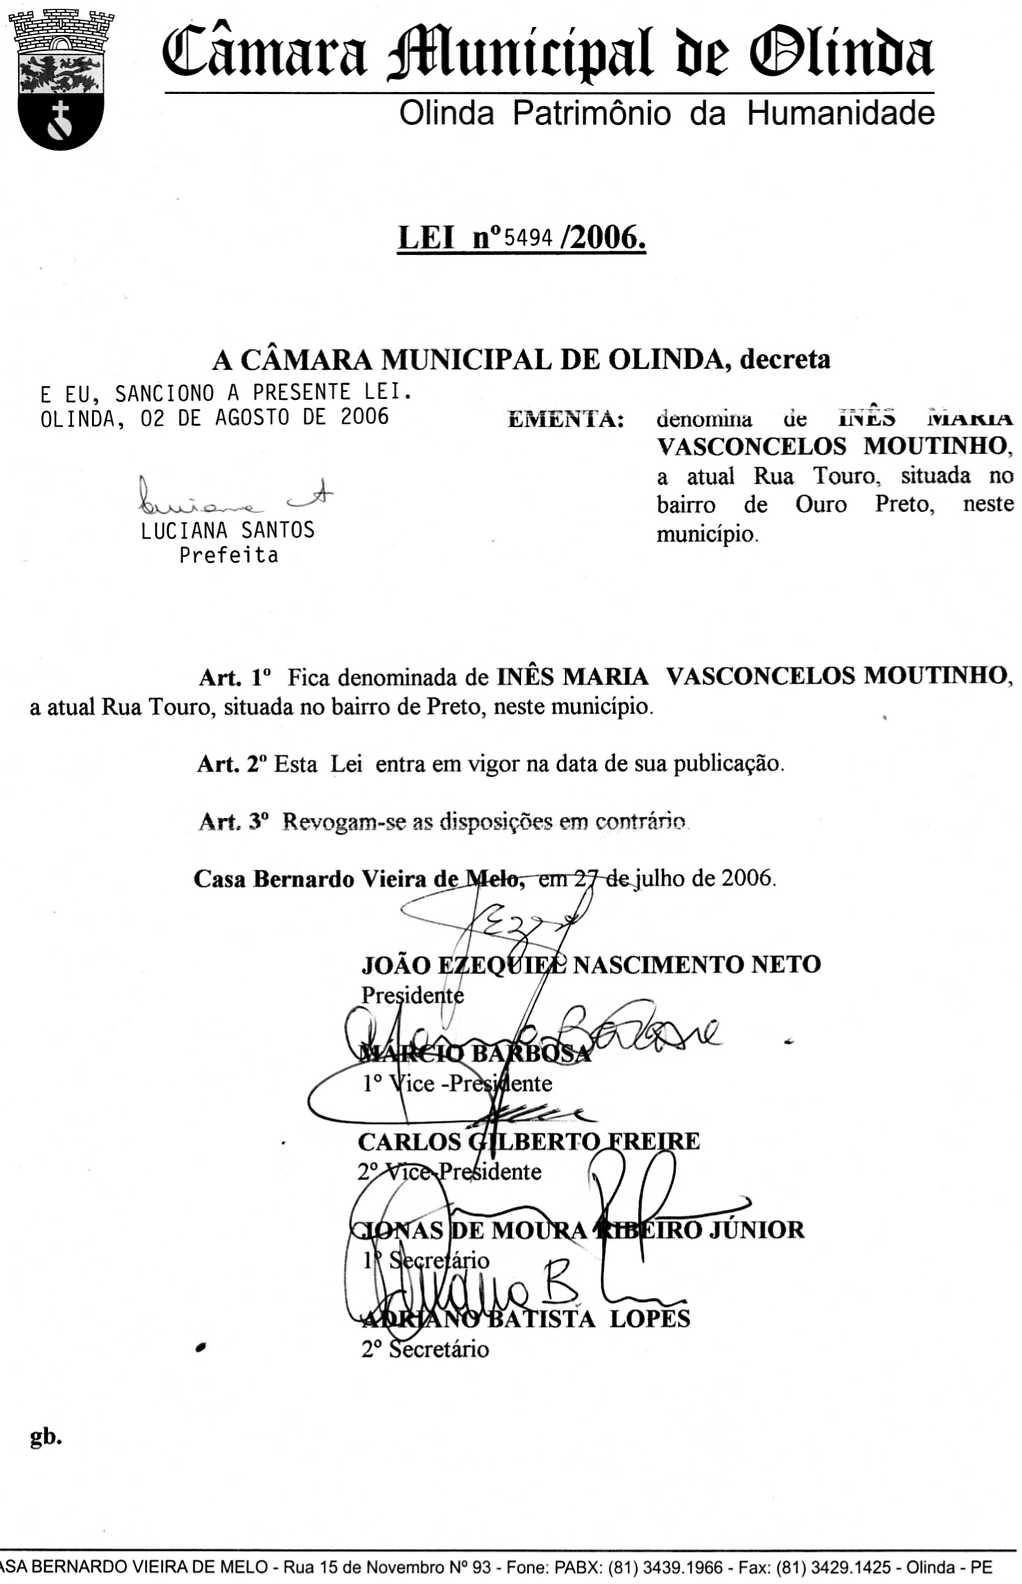 Câmara Municipal de Olinda
Olinda Patrimônio da Humanidade
LEI nº 5494 /2006.
A CÂMARA MUNICIPAL DE OLINDA, decreta
E EU, SANCIONO A PRESENTE LEI.
OLINDA, 02 DE AGOSTO DE 2006
LUCIANA SANTOS
Prefeita
EMENTA: denomina de INÊS MARIA
VASCONCELOS MOUTINHO,
a atual Rua Touro, situada no
bairro de Ouro Preto, neste
município.
Art. 1º Fica denominada de INÊS MARIA VASCONCELOS MOUTINHO,
a atual Rua Touro, situada no bairro de Preto, neste município.
Art. 2º Esta Lei entra em vigor na data de sua publicação.
Art. 3º Revogam-se as disposições em contrário.
Casa Bernardo Vieira de Melo, em 27 de julho de 2006.
JOÃO EZEQUIEL NASCIMENTO NETO
Presidente
MÁRCIO BARBOSA
1º Vice -Presidente
CARLOS GILBERTO FREIRE
2º Vice-Presidente
JONAS DE MOURA RIBEIRO JÚNIOR
1º Secretário
ADRIANO BATISTA LOPES
2º Secretário
gb.
ASA BERNARDO VIEIRA DE MELO - Rua 15 de Novembro Nº 93 - Fone: PABX: (81) 3439.1966 - Fax: (81) 3429.1425 - Olinda - PE